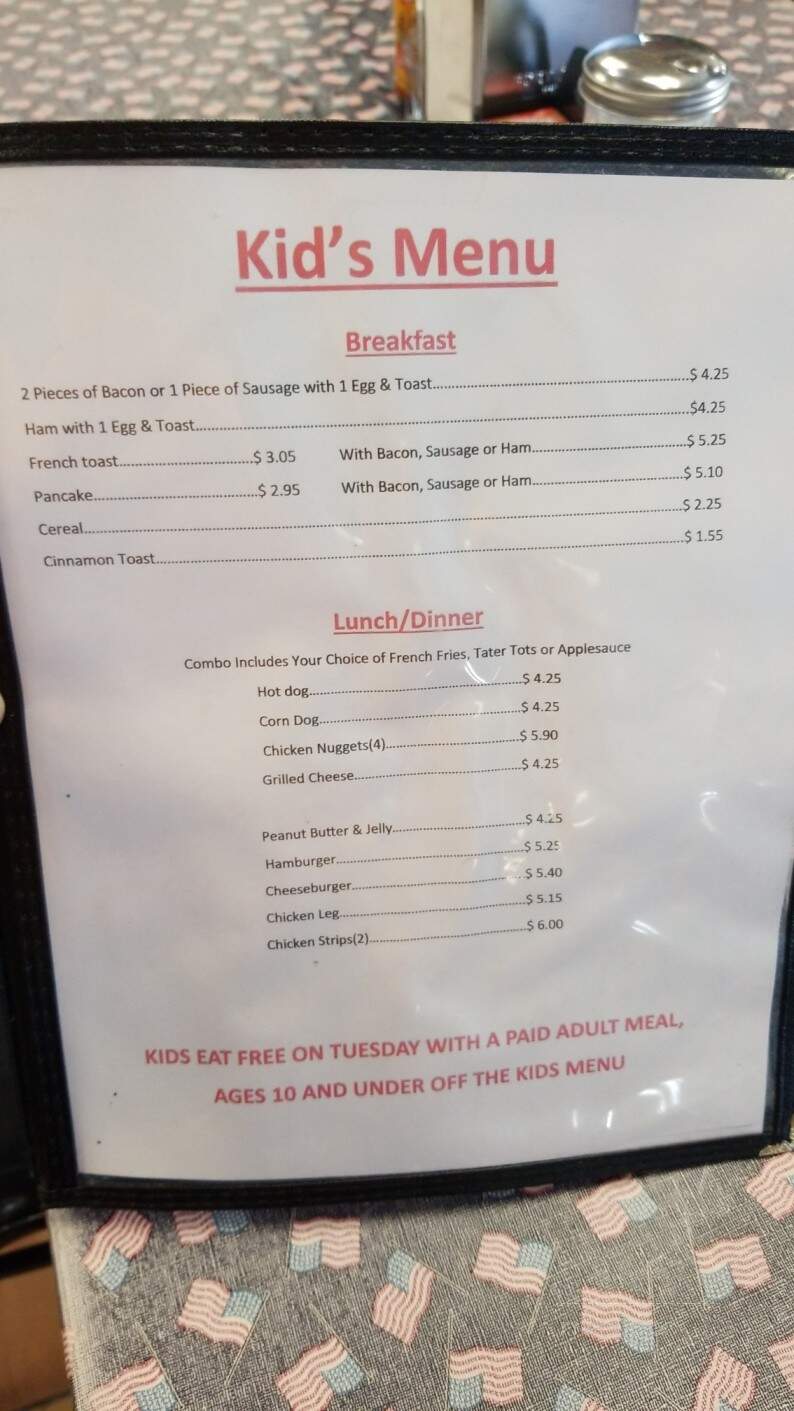 Kid's Menu
Breakfast
2 Pieces of Bacon or 1 Piece of Sausage with 1 Egg & Toast........$ 4.25
Ham with 1 Egg & Toast........$4.25
French toast........$ 3.05 With Bacon, Sausage or Ham........$ 5.25
Pancake........$ 2.95 With Bacon, Sausage or Ham........$ 5.10
Cereal........$ 2.25
Cinnamon Toast........$ 1.55
Lunch/Dinner
Combo Includes Your Choice of French Fries, Tater Tots or Applesauce
Hot dog........$ 4.25
Corn Dog........$ 4.25
Chicken Nuggets(4)........$ 5.90
Grilled Cheese........$ 4.25
Peanut Butter & Jelly........$ 4.25
Hamburger........$ 5.25
Cheeseburger........$ 5.40
Chicken Leg........$ 5.15
Chicken Strips(2)........$ 6.00
KIDS EAT FREE ON TUESDAY WITH A PAID ADULT MEAL,
AGES 10 AND UNDER OFF THE KIDS MENU